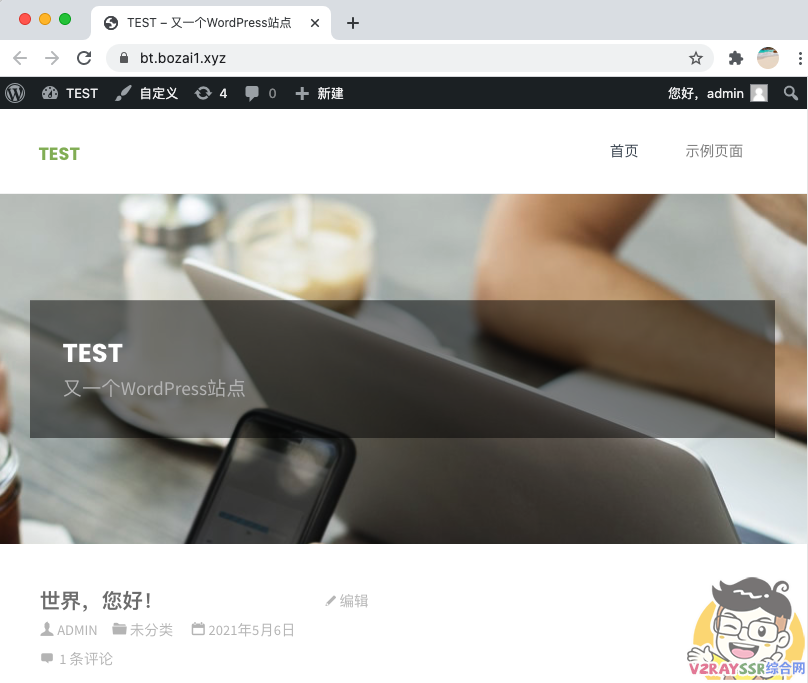 TEST – 又一个WordPress站点
bt.bozai1.xyz
TEST 自定义 4 0 新建 您好，admin
TEST 首页 示例页面
TEST
又一个WordPress站点
世界，您好！ 编辑
ADMIN 未分类 2021年5月6日
1 条评论
V2RAYSSR综合网